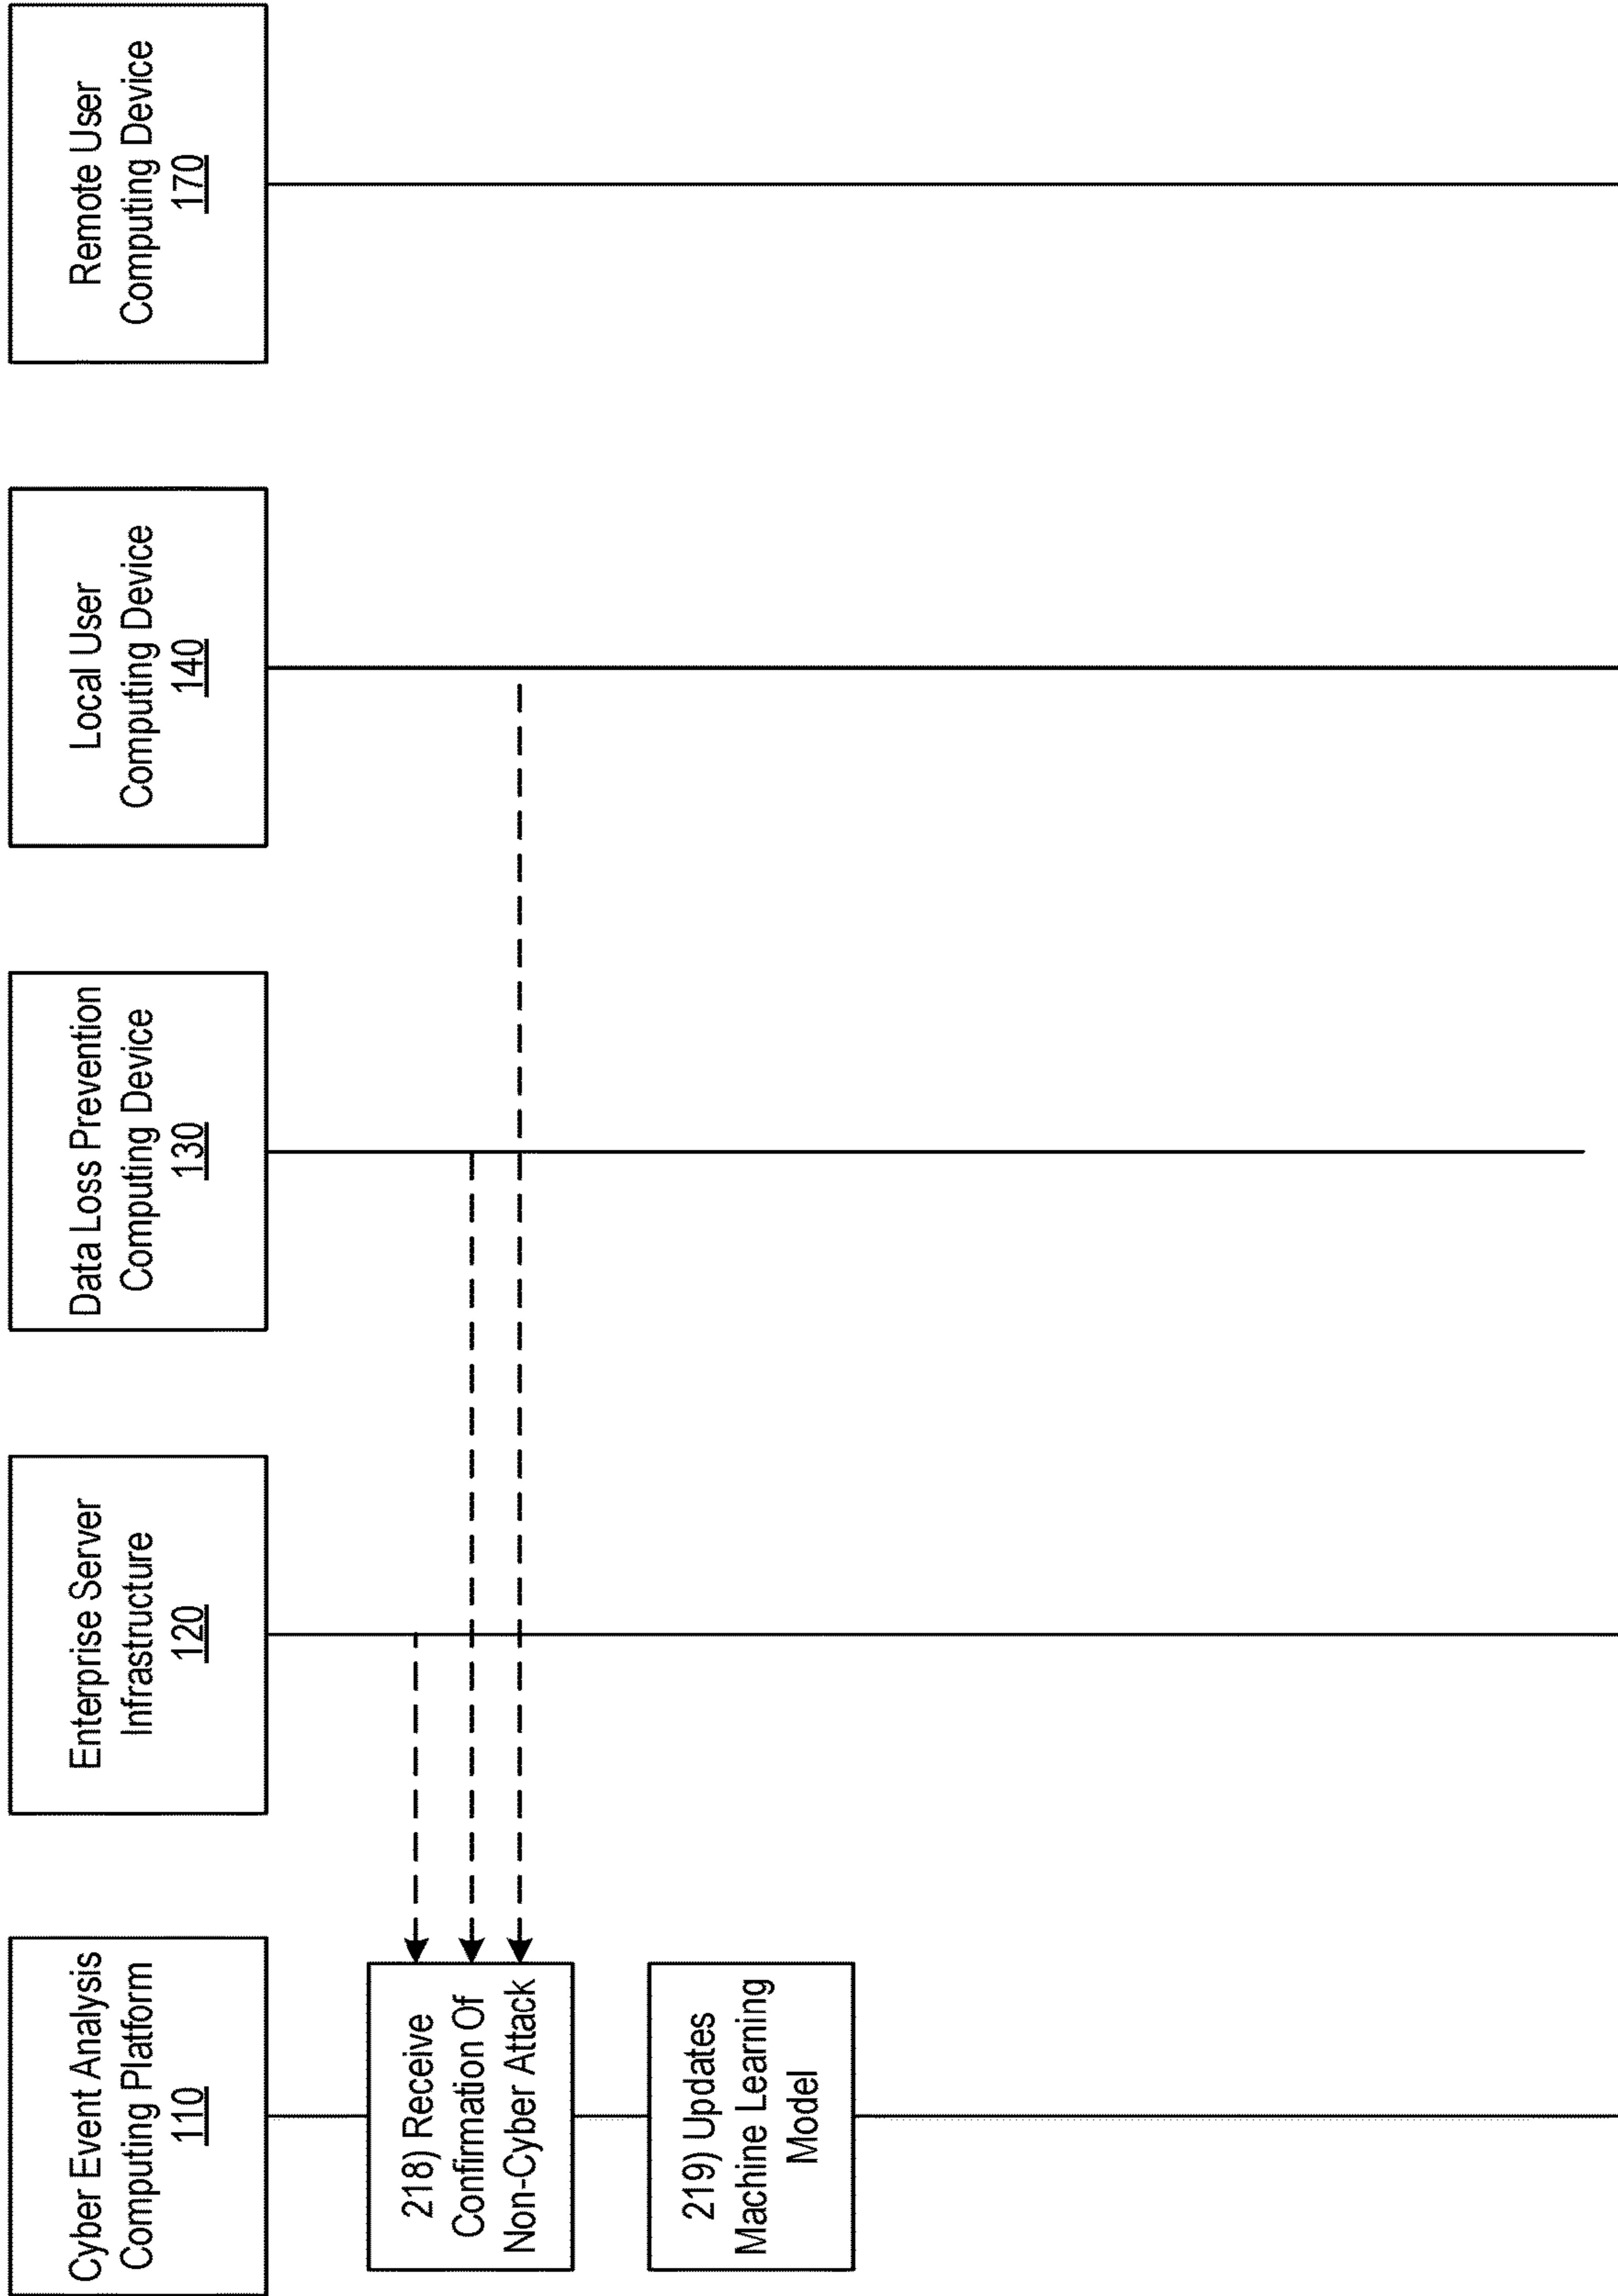 Cyber Event Analysis
Computing Platform
110
Enterprise Server
Infrastructure
120
Data Loss Prevention
Computing Device
130
Local User
Computing Device
140
Remote User
Computing Device
170
218) Receive
Confirmation Of
Non-Cyber Attack
219) Updates
Machine Learning
Model